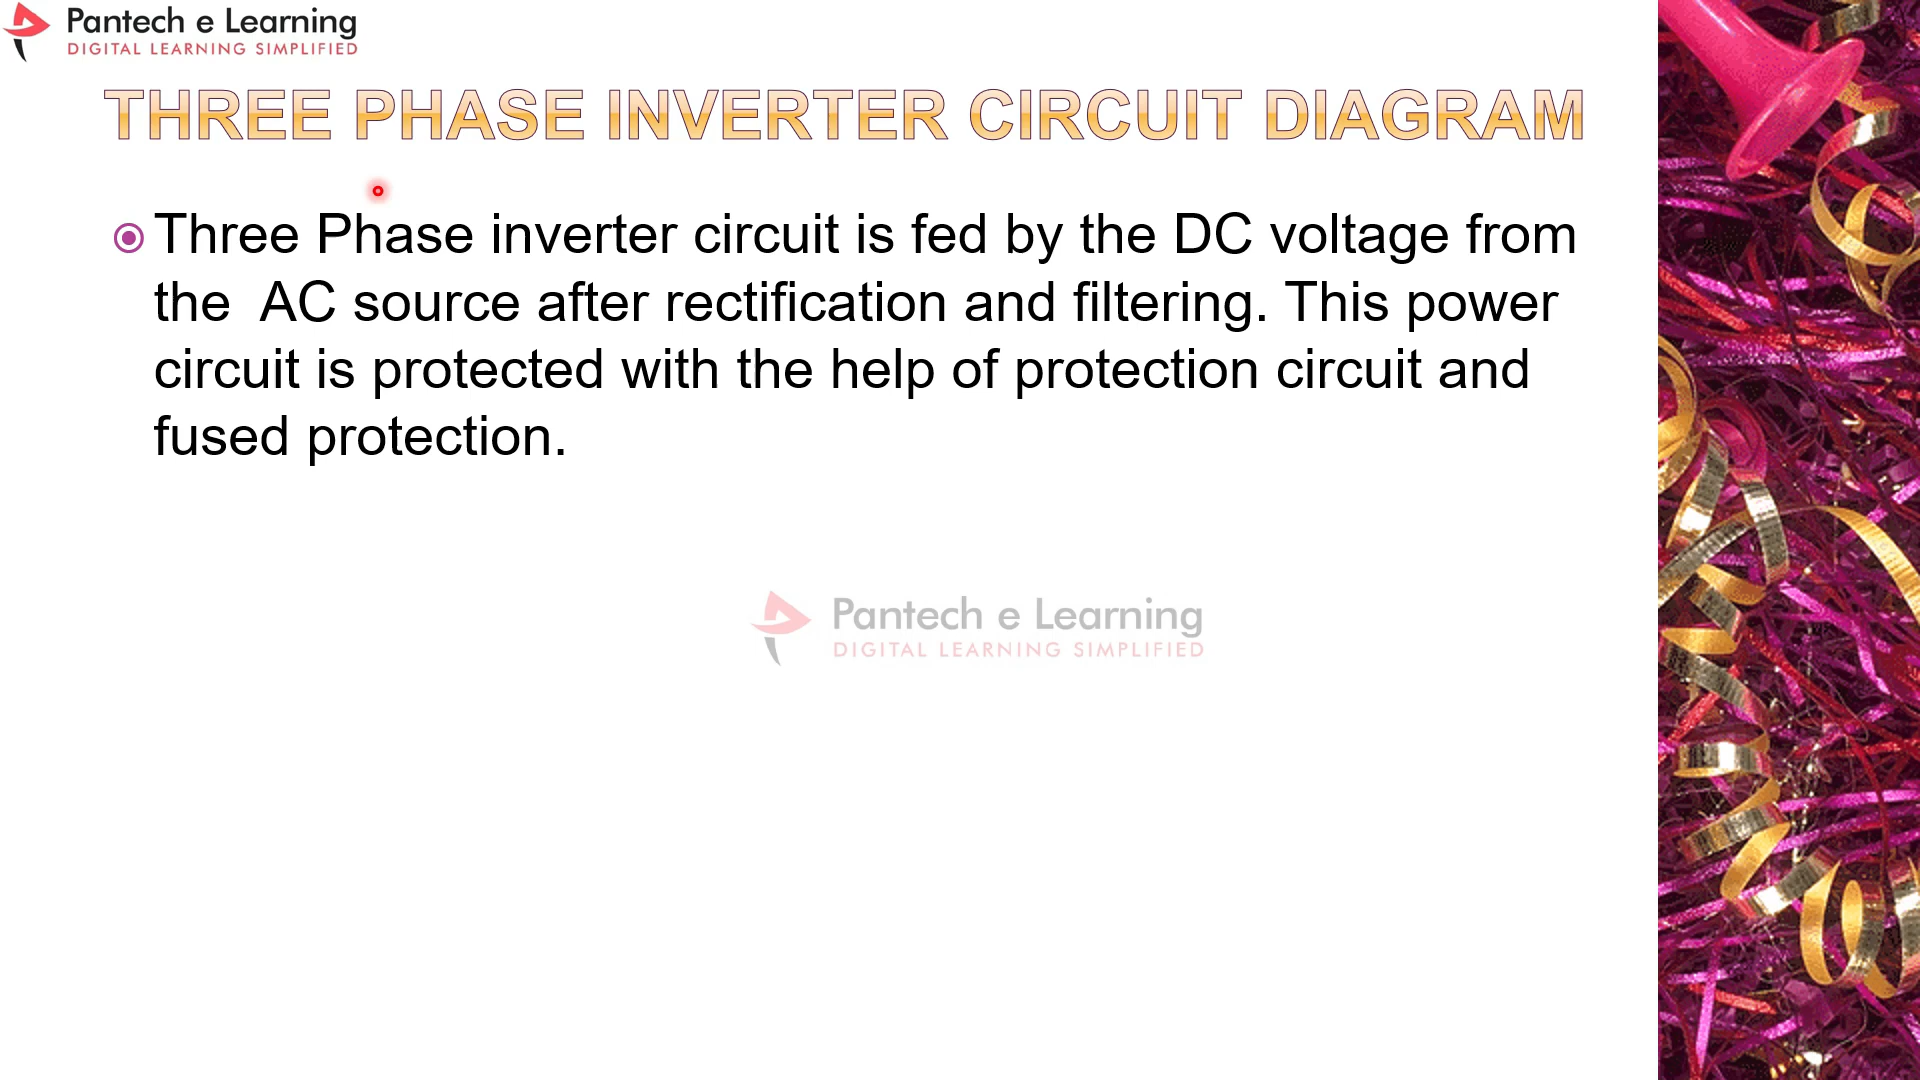 Pantech e Learning
DIGITAL LEARNING SIMPLIFIED
THREE PHASE INVERTER CIRCUIT DIAGRAM
Three Phase inverter circuit is fed by the DC voltage from
the  AC source after rectification and filtering. This power
circuit is protected with the help of protection circuit and
fused protection.
Pantech e Learning
DIGITAL LEARNING SIMPLIFIED